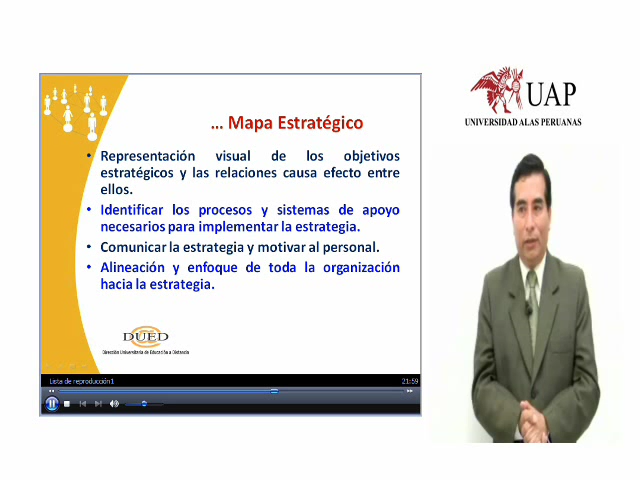 ... Mapa Estratégico
• Representación visual de los objetivos
estratégicos y las relaciones causa efecto entre
ellos.
• Identificar los procesos y sistemas de apoyo
necesarios para implementar la estrategia.
• Comunicar la estrategia y motivar al personal.
• Alineación y enfoque de toda la organización
hacia la estrategia.
DUED
Dirección Universitaria de Educación a Distancia
Lista de reproducción1
21:59
UAP
UNIVERSIDAD ALAS PERUANAS